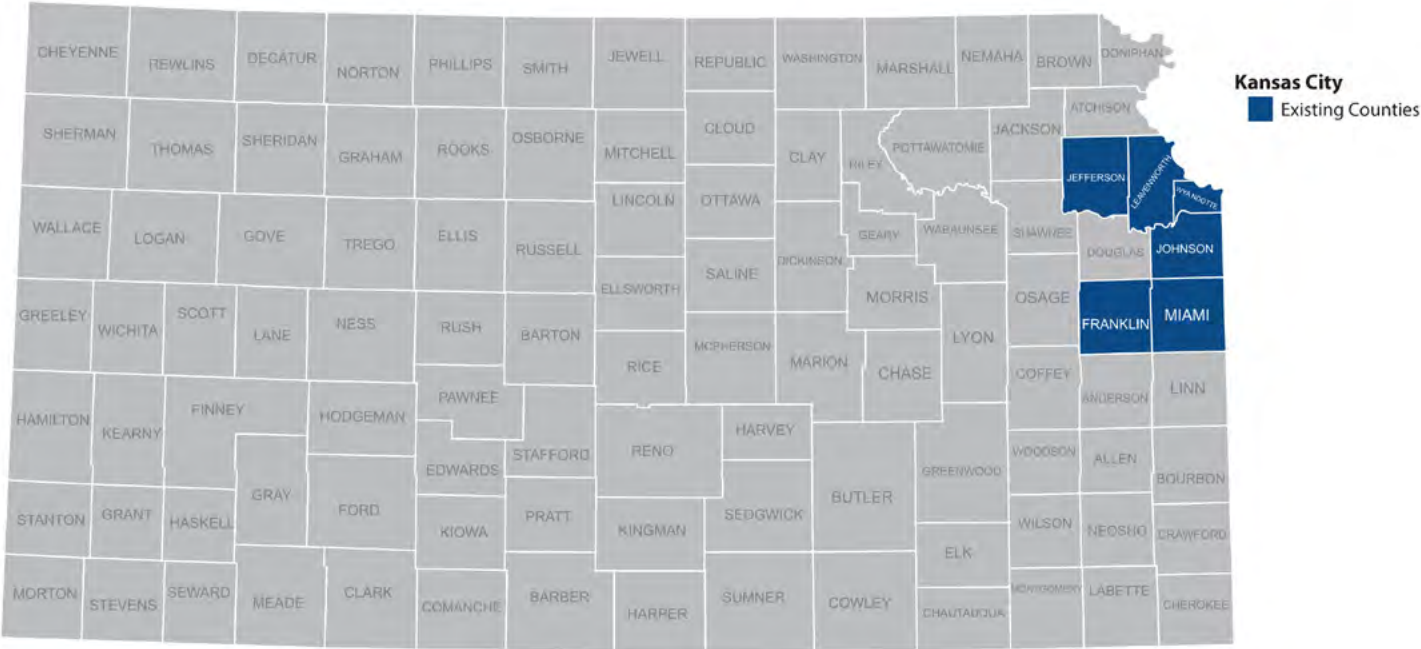 CHEYENNE
REWLINS
DECATUR
NORTON
PHILLIPS
SMITH
JEWELL
REPUBLIC
WASHINGTON
MARSHALL
NEMAHA
BROWN
DONIPHAN
Kansas City
Existing Counties
SHERMAN
THOMAS
SHERIDAN
GRAHAM
ROOKS
OSBORNE
MITCHELL
CLOUD
CLAY
RILEY
POTTAWATOMIE
JACKSON
ATCHISON
JEFFERSON
LEAVENWORTH
WYANDOTTE
WALLACE
LOGAN
GOVE
TREGO
ELLIS
RUSSELL
LINCOLN
OTTAWA
SALINE
DICKINSON
GEARY
WABAUNSEE
SHAWNEE
DOUGLAS
JOHNSON
GREELEY
WICHITA
SCOTT
LANE
NESS
RUSH
BARTON
ELLSWORTH
RICE
MCPHERSON
MARION
MORRIS
CHASE
LYON
OSAGE
FRANKLIN
MIAMI
HAMILTON
KEARNY
FINNEY
HODGEMAN
PAWNEE
EDWARDS
STAFFORD
RENO
HARVEY
COFFEY
ANDERSON
LINN
STANTON
GRANT
HASKELL
GRAY
FORD
KIOWA
PRATT
KINGMAN
SEDGWICK
BUTLER
GREENWOOD
WOODSON
ALLEN
BOURBON
WILSON
NEOSHO
CRAWFORD
MORTON
STEVENS
SEWARD
MEADE
CLARK
COMANCHE
BARBER
HARPER
SUMNER
COWLEY
ELK
CHAUTAUQUA
MONTGOMERY
LABETTE
CHEROKEE